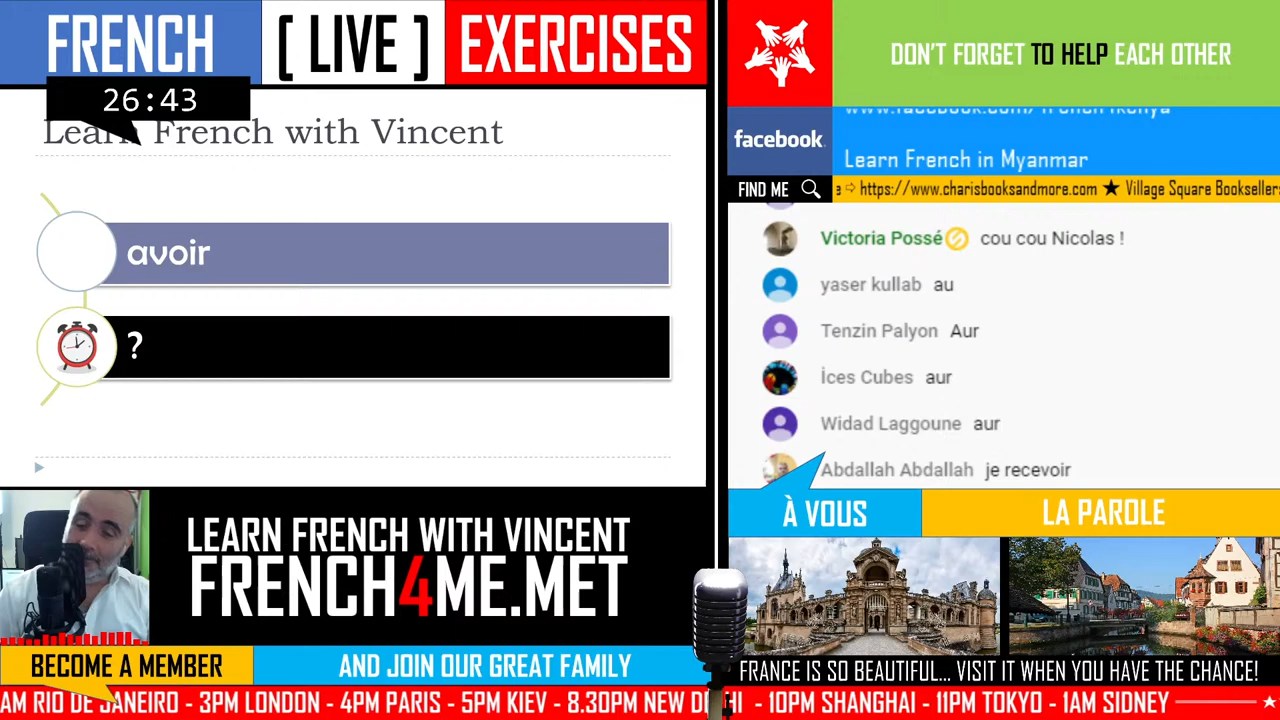 FRENCH
[ LIVE ]
EXERCISES
26:43
Learn French with Vincent
avoir
?
LEARN FRENCH WITH VINCENT
FRENCH4ME.MET
BECOME A MEMBER
AND JOIN OUR GREAT FAMILY
DON'T FORGET TO HELP EACH OTHER
facebook
Learn French in Myanmar
FIND ME
https://www.charisbooksandmore.com ★ Village Square Booksellers
Victoria Possé cou cou Nicolas !
yaser kullab au
Tenzin Palyon Aur
İces Cubes aur
Widad Laggoune aur
Abdallah Abdallah je recevoir
À VOUS
LA PAROLE
FRANCE IS SO BEAUTIFUL... VISIT IT WHEN YOU HAVE THE CHANCE!
AM RIO DE JANEIRO - 3PM LONDON - 4PM PARIS - 5PM KIEV - 8.30PM NEW DELHI - 10PM SHANGHAI - 11PM TOKYO - 1AM SIDNEY